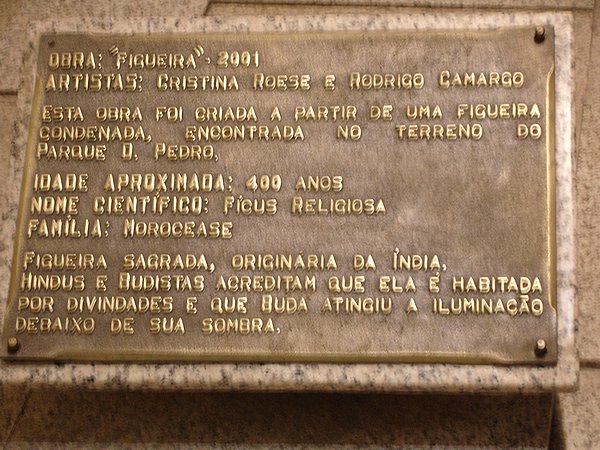 OBRA: "FIGUEIRA" - 2001
ARTISTAS: CRISTINA ROESE E RODRIGO CAMARGO
ESTA OBRA FOI CRIADA A PARTIR DE UMA FIGUEIRA
CONDENADA, ENCONTRADA NO TERRENO DO
PARQUE D. PEDRO.
IDADE APROXIMADA: 400 ANOS
NOME CIENTÍFICO: FÍCUS RELIGIOSA
FAMÍLIA: MOROCEASE
FIGUEIRA SAGRADA, ORIGINÁRIA DA ÍNDIA.
HINDUS E BUDISTAS ACREDITAM QUE ELA É HABITADA
POR DIVINDADES E QUE BUDA ATINGIU A ILUMINAÇÃO
DEBAIXO DE SUA SOMBRA.